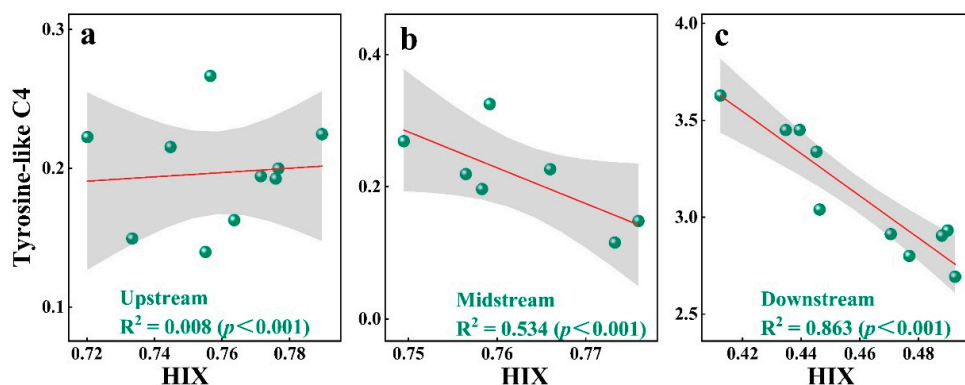 a
b
c
Tyrosine-like C4
0.3
0.2
0.1
Upstream
R² = 0.008 (p<0.001)
0.72
0.74
0.76
0.78
HIX
0.4
0.2
0.0
Midstream
R² = 0.534 (p<0.001)
0.75
0.76
0.77
HIX
4.0
3.5
3.0
2.5
Downstream
R² = 0.863 (p<0.001)
0.42
0.44
0.46
0.48
HIX